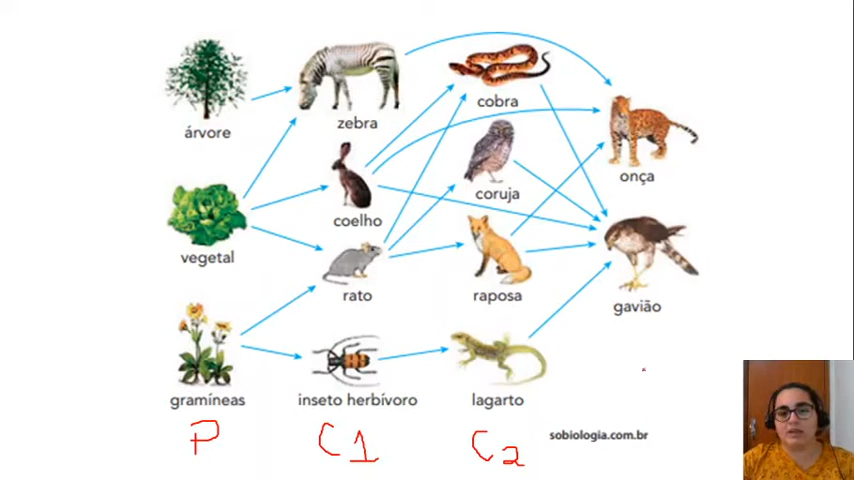 árvore
zebra
cobra
onça
coruja
coelho
vegetal
rato
raposa
gavião
gramíneas
inseto herbívoro
lagarto
P
C1
C2
sobiologia.com.br